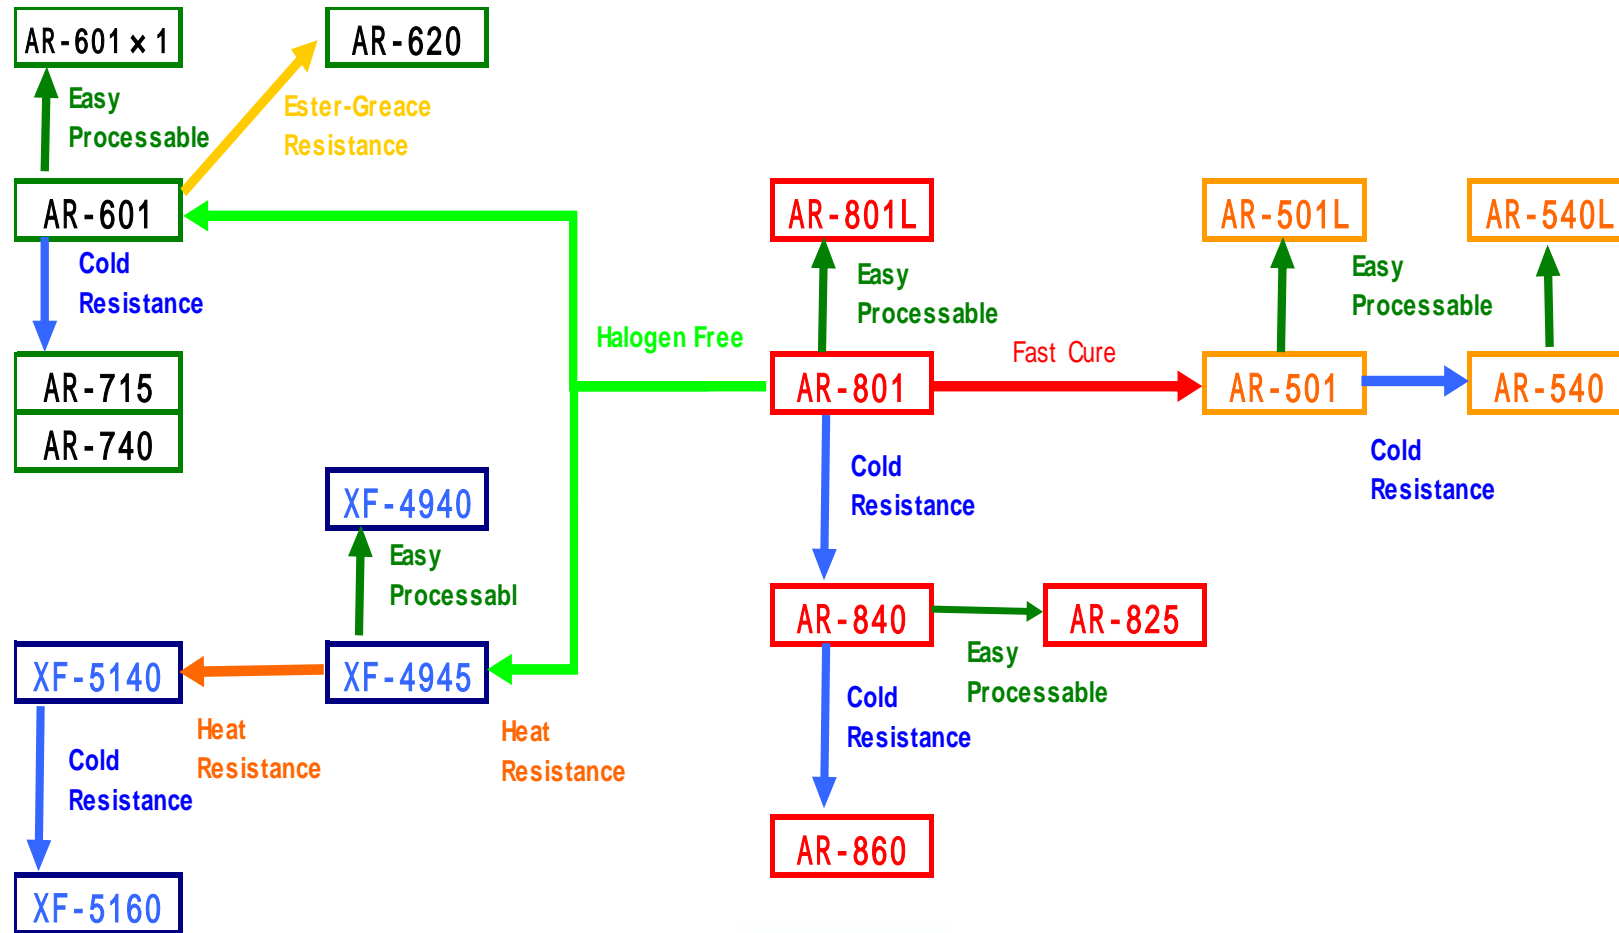 AR-601×1
AR-620
Easy
Processable
Ester-Greace
Resistance
AR-601
AR-801L
AR-501L
AR-540L
Cold
Resistance
Easy
Processable
Easy
Processable
Halogen Free
Fast Cure
AR-715
AR-801
AR-501
AR-540
AR-740
Cold
Resistance
Cold
Resistance
XF-4940
Easy
Processabl
AR-840
AR-825
XF-5140
XF-4945
Easy
Processable
Heat
Resistance
Heat
Resistance
Cold
Resistance
Cold
Resistance
AR-860
XF-5160